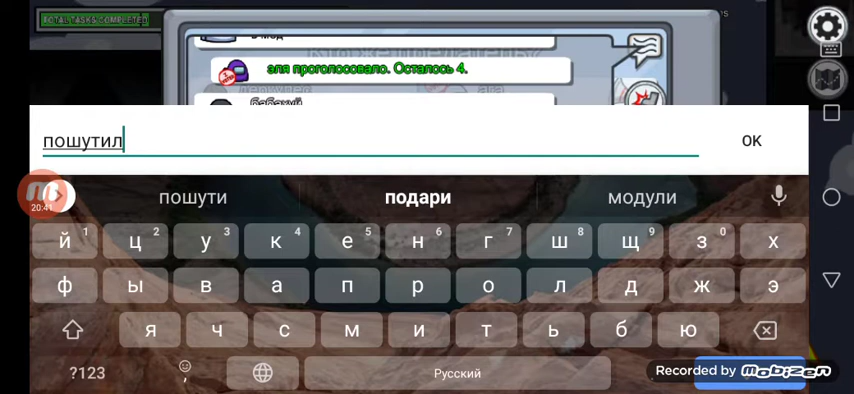 TOTAL TASKS COMPLETED
эля проголосовало. Осталось 4.
бабахуй
пошутил
OK
20:41
пошути подари модули
й 1 ц 2 у 3 к 4 е 5 н 6 г 7 ш 8 щ 9 з 0 х
ф ы в а п р о л д ж э
я ч с м и т ь б ю
?123 , Русский
Recorded by Mobizen